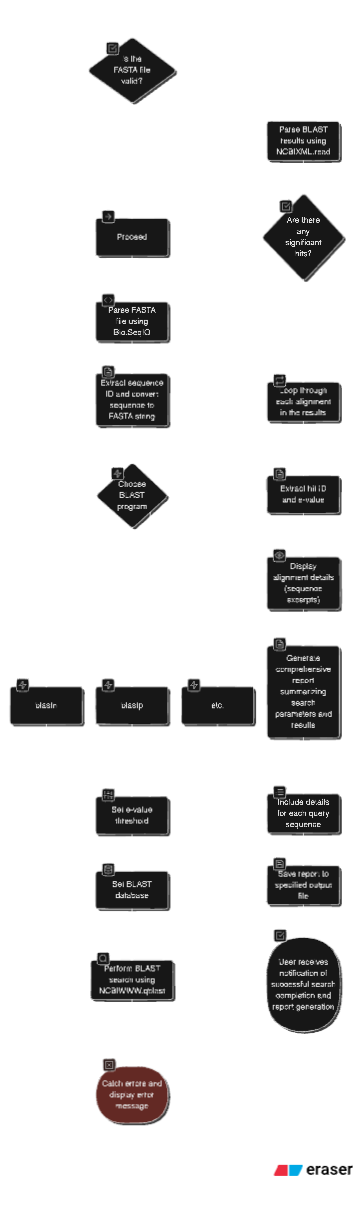 Is the
FASTA file
valid?
Proceed
Parse FASTA
file using
Bio.SeqIO
Extract sequence
ID and convert
sequence to
FASTA string
Choose
BLAST
program
blastn
blastp
etc.
Set e-value
threshold
Set BLAST
database
Perform BLAST
search using
NCBIWWW.qblast
Catch errors and
display error
message
Parse BLAST
results using
NCBIXML.read
Are there
any
significant
hits?
Loop through
each alignment
in the results
Extract hit ID
and e-value
Display
alignment details
(sequence
excerpts)
Generate
comprehensive
report
summarizing
search
parameters and
results
Include details
for each query
sequence
Save report to
specified output
file
User receives
notification of
successful search
completion and
report generation
eraser